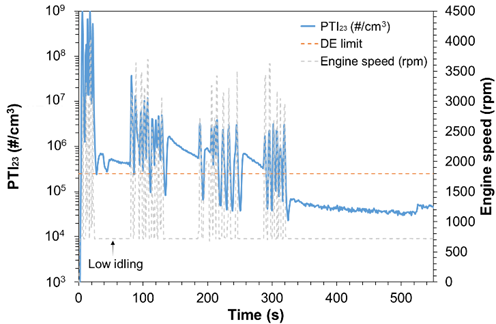 10⁹
10⁸
10⁷
10⁶
10⁵
10⁴
10³
PTI₂₃ (#/cm³)
PTI₂₃ (#/cm³)
DE limit
Engine speed (rpm)
Low idling
4500
4000
3500
3000
2500
2000
1500
1000
500
0
Engine speed (rpm)
0 100 200 300 400 500
Time (s)